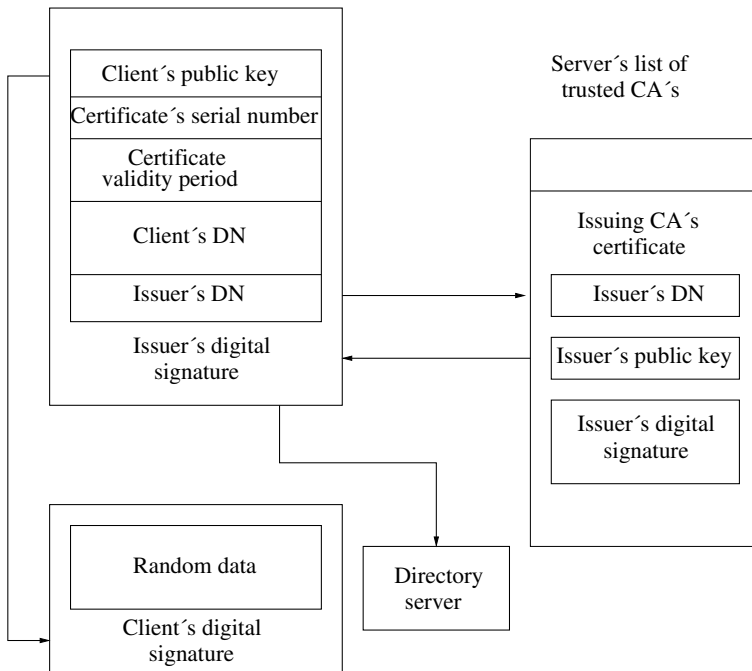 Client´s public key
Certificate´s serial number
Certificate
validity period
Client´s DN
Issuer´s DN
Issuer´s digital
signature
Server´s list of
trusted CA´s
Issuing CA´s
certificate
Issuer´s DN
Issuer´s public key
Issuer´s digital
signature
Random data
Client´s digital
signature
Directory
server